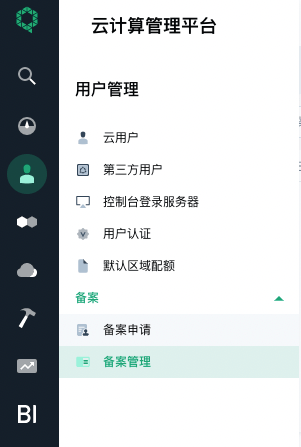 云计算管理平台
用户管理
云用户
第三方用户
控制台登录服务器
用户认证
默认区域配额
备案
备案申请
备案管理
BI